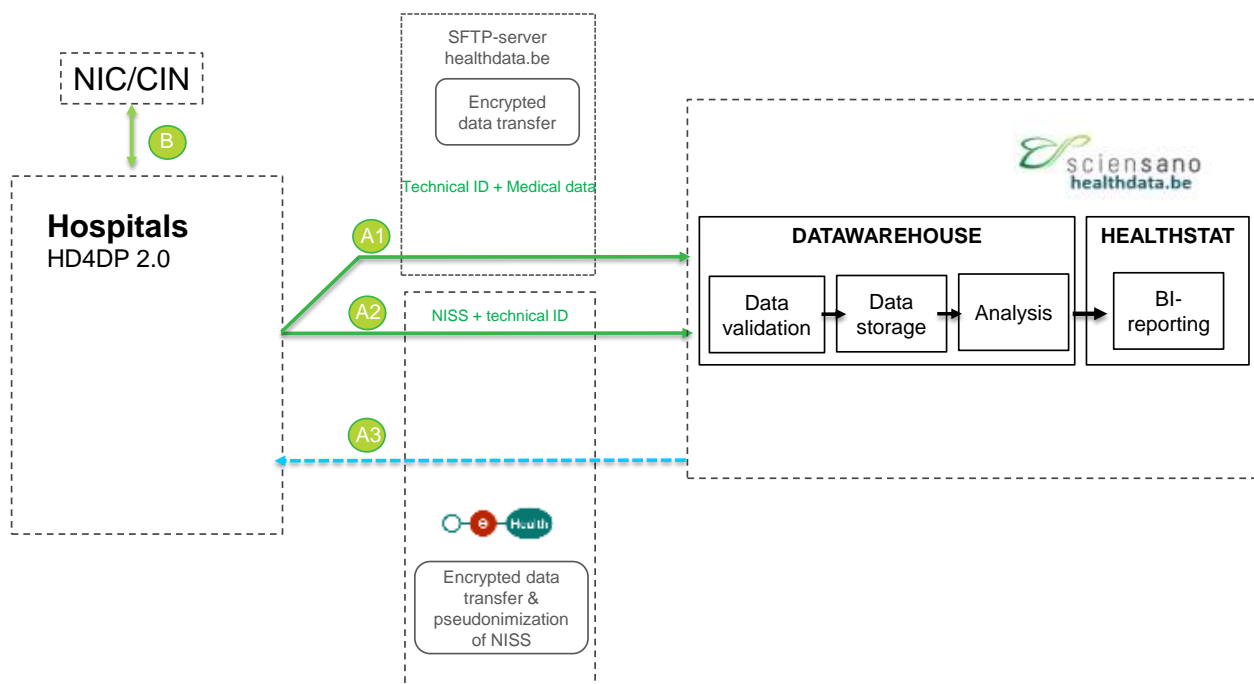 NIC/CIN
B
Hospitals
HD4DP 2.0
SFTP-server
healthdata.be
Encrypted
data transfer
Technical ID + Medical data
A1
A2
NISS + technical ID
A3
e
Health
Encrypted data
transfer &
pseudonimization
of NISS
sciensano
healthdata.be
DATAWAREHOUSE
Data
validation
Data
storage
Analysis
HEALTHSTAT
BI-
reporting